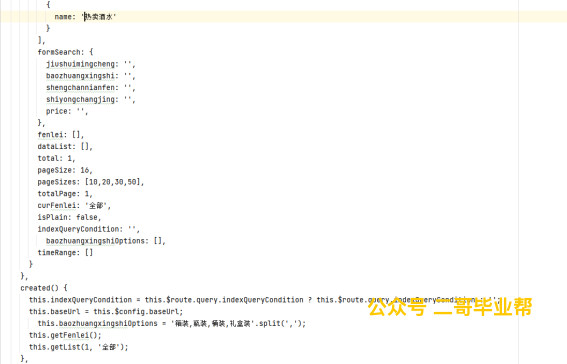 {
name: '热卖酒水'
}
],
formSearch: {
jiushuimingcheng: '',
baozhuangxingshi: '',
shengchannianfen: '',
shiyongchangjing: '',
price: '',
},
fenlei: [],
dataList: [],
total: 1,
pageSize: 16,
pageSizes: [10,20,30,50],
totalPage: 1,
curFenlei: '全部',
isPlain: false,
indexQueryCondition: '',
baozhuangxingshiOptions: [],
timeRange: []
}
},
created() {
this.indexQueryCondition = this.$route.query.indexQueryCondition ? this.$route.query.indexQueryCondition : '';
this.baseUrl = this.$config.baseUrl;
this.baozhuangxingshiOptions = '箱装,瓶装,桶装,礼盒装'.split(',');
this.getFenlei();
this.getList(1, '全部');
},
公众号 二哥毕业帮